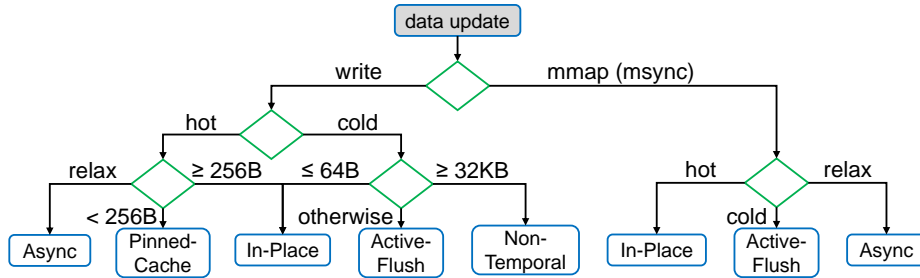 data update
write
mmap (msync)
hot
cold
relax
≥ 256B
≤ 64B
≥ 32KB
hot
relax
< 256B
otherwise
cold
Async
Pinned-
Cache
In-Place
Active-
Flush
Non-
Temporal
In-Place
Active-
Flush
Async